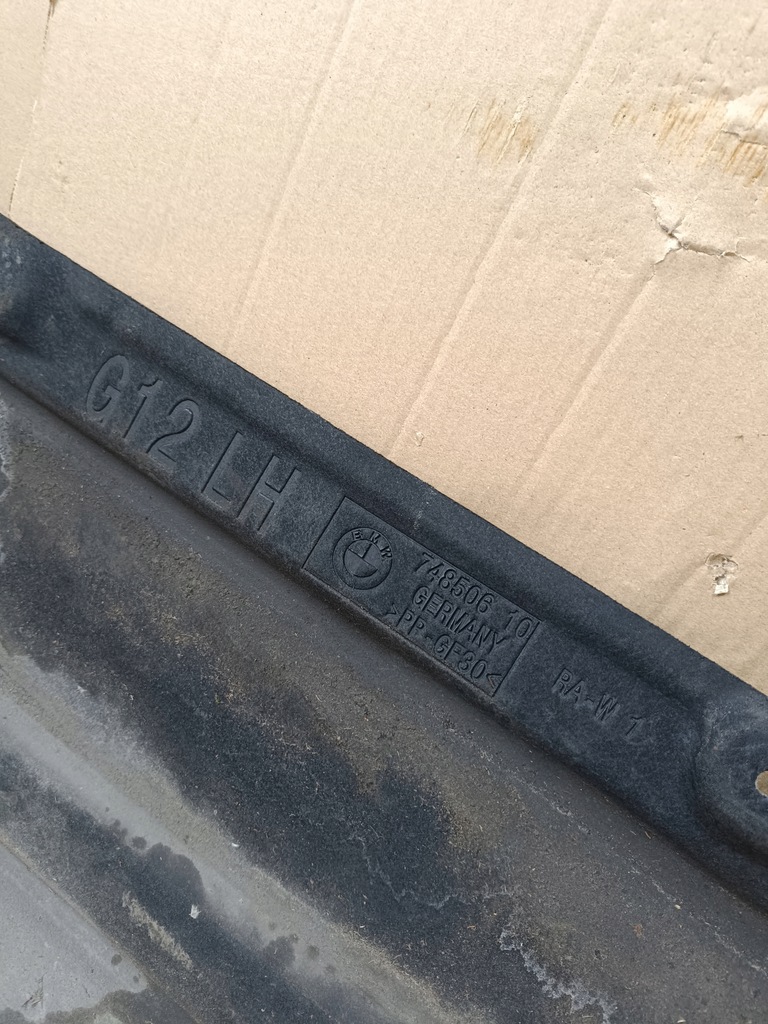 G12 LH
BMW
748506 10
GERMANY
>PP-GF30<
RA-W 1